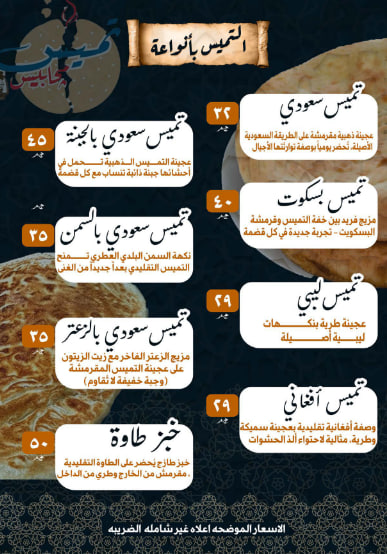 تميس
حابيس
التميس بأنواعة
تميس سعودي
٣٢
جم
عجينة ذهبية مقرمشة على الطريقة السعودية
الأصيلة، تُحضر يومياً بوصفة توارثتها الأجيال
تميس سعودي بالجبنة
٤٥
جم
عجينة التميس الذهبية تحمل في
أحشائها جبنة ذائبة تنساب مع كل قضمة
تميس بسكوت
٤٠
جم
مزيج فريد بين خفة التميس وقرمشة
البسكويت - تجربة جديدة في كل قضمة
تميس سعودي بالسمن
٣٥
جم
نكهة السمن البلدي العطري تمنح
التميس التقليدي بعداً جديداً من الغنى
تميس ليبي
٢٩
جم
عجينة طرية بنكهات
ليبية أصيلة
تميس سعودي بالزعتر
٣٥
جم
مزيج الزعتر الفاخر مع زيت الزيتون
على عجينة التميس المقرمشة
(وجبة خفيفة لا تُقاوم)
تميس أفغاني
٢٩
جم
وصفة أفغانية تقليدية بعجينة سميكة
وطرية، مثالية لاحتواء ألذ الحشوات
خبز طاوة
٥٠
جم
خبز طازج يُحضر على الطاوة التقليدية
، مقرمش من الخارج وطري من الداخل
الاسعار الموضحه اعلاه غير شامله الضريبه